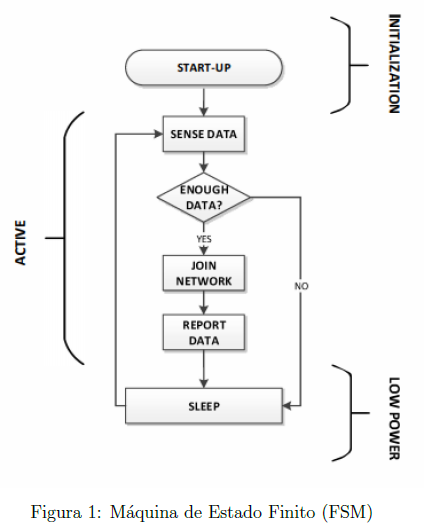 INITIALIZATION
START-UP
SENSE DATA
ENOUGH
DATA?
ACTIVE
YES
JOIN
NETWORK
NO
REPORT
DATA
SLEEP
LOW POWER
Figura 1: Máquina de Estado Finito (FSM)